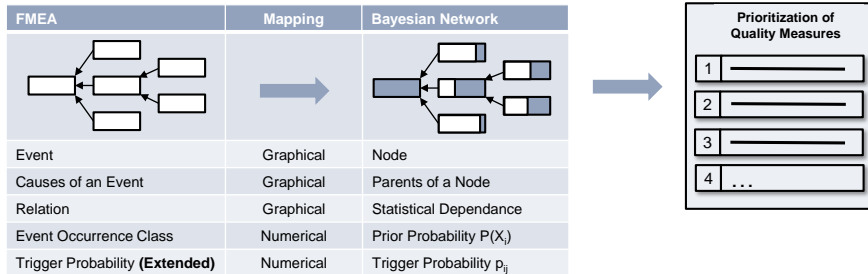 FMEA Mapping Bayesian Network
Event Graphical Node
Causes of an Event Graphical Parents of a Node
Relation Graphical Statistical Dependance
Event Occurrence Class Numerical Prior Probability P(Xi)
Trigger Probability (Extended) Numerical Trigger Probability pij
Prioritization of
Quality Measures
1
2
3
4 ...